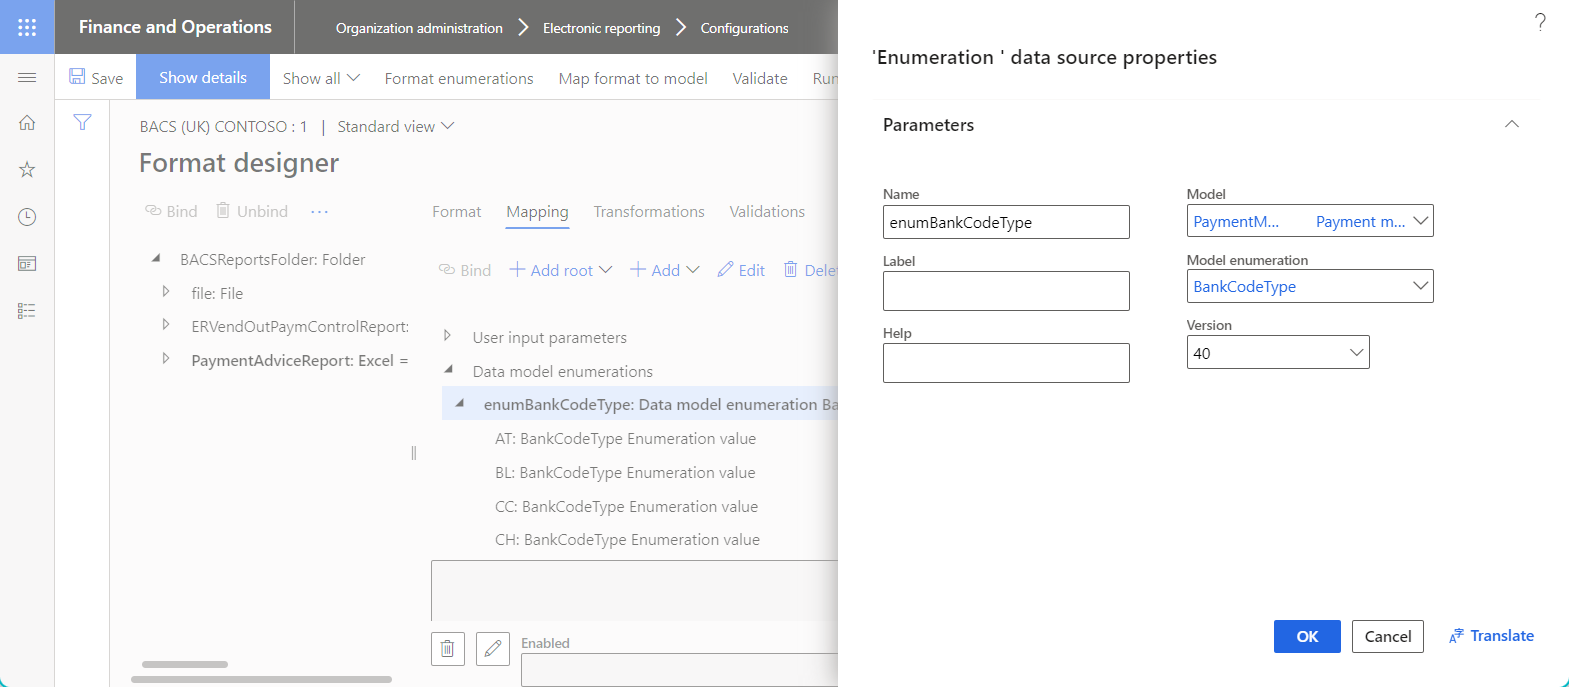 Finance and Operations
Organization administration
Electronic reporting
Configurations
Save
Show details
Show all
Format enumerations
Map format to model
Validate
Run
BACS (UK) CONTOSO : 1 | Standard view
Format designer
Bind
Unbind
...
Format
Mapping
Transformations
Validations
BACSReportsFolder: Folder
file: File
ERVendOutPaymControlReport:
PaymentAdviceReport: Excel =
Bind
Add root
Add
Edit
Dele
User input parameters
Data model enumerations
enumBankCodeType: Data model enumeration Ba
AT: BankCodeType Enumeration value
BL: BankCodeType Enumeration value
CC: BankCodeType Enumeration value
CH: BankCodeType Enumeration value
Enabled
?
'Enumeration ' data source properties
Parameters
Name
enumBankCodeType
Label
Help
Model
PaymentM... Payment m...
Model enumeration
BankCodeType
Version
40
OK
Cancel
Translate